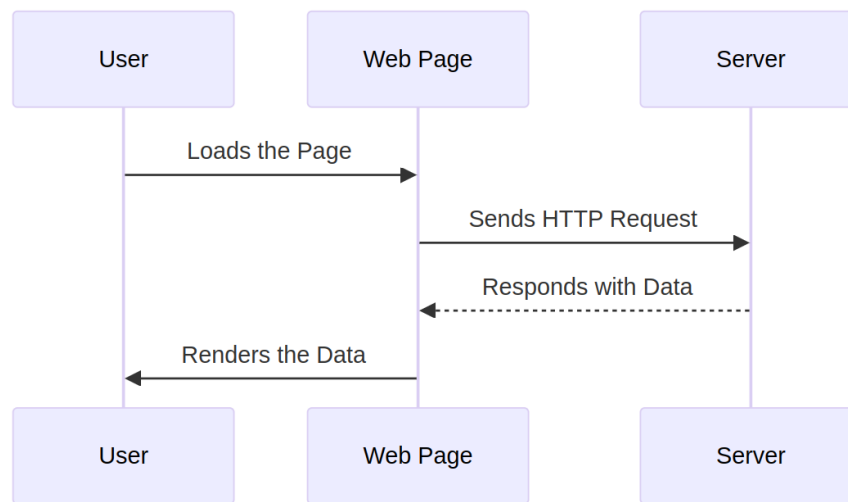 User
Web Page
Server
Loads the Page
Sends HTTP Request
Responds with Data
Renders the Data
User
Web Page
Server